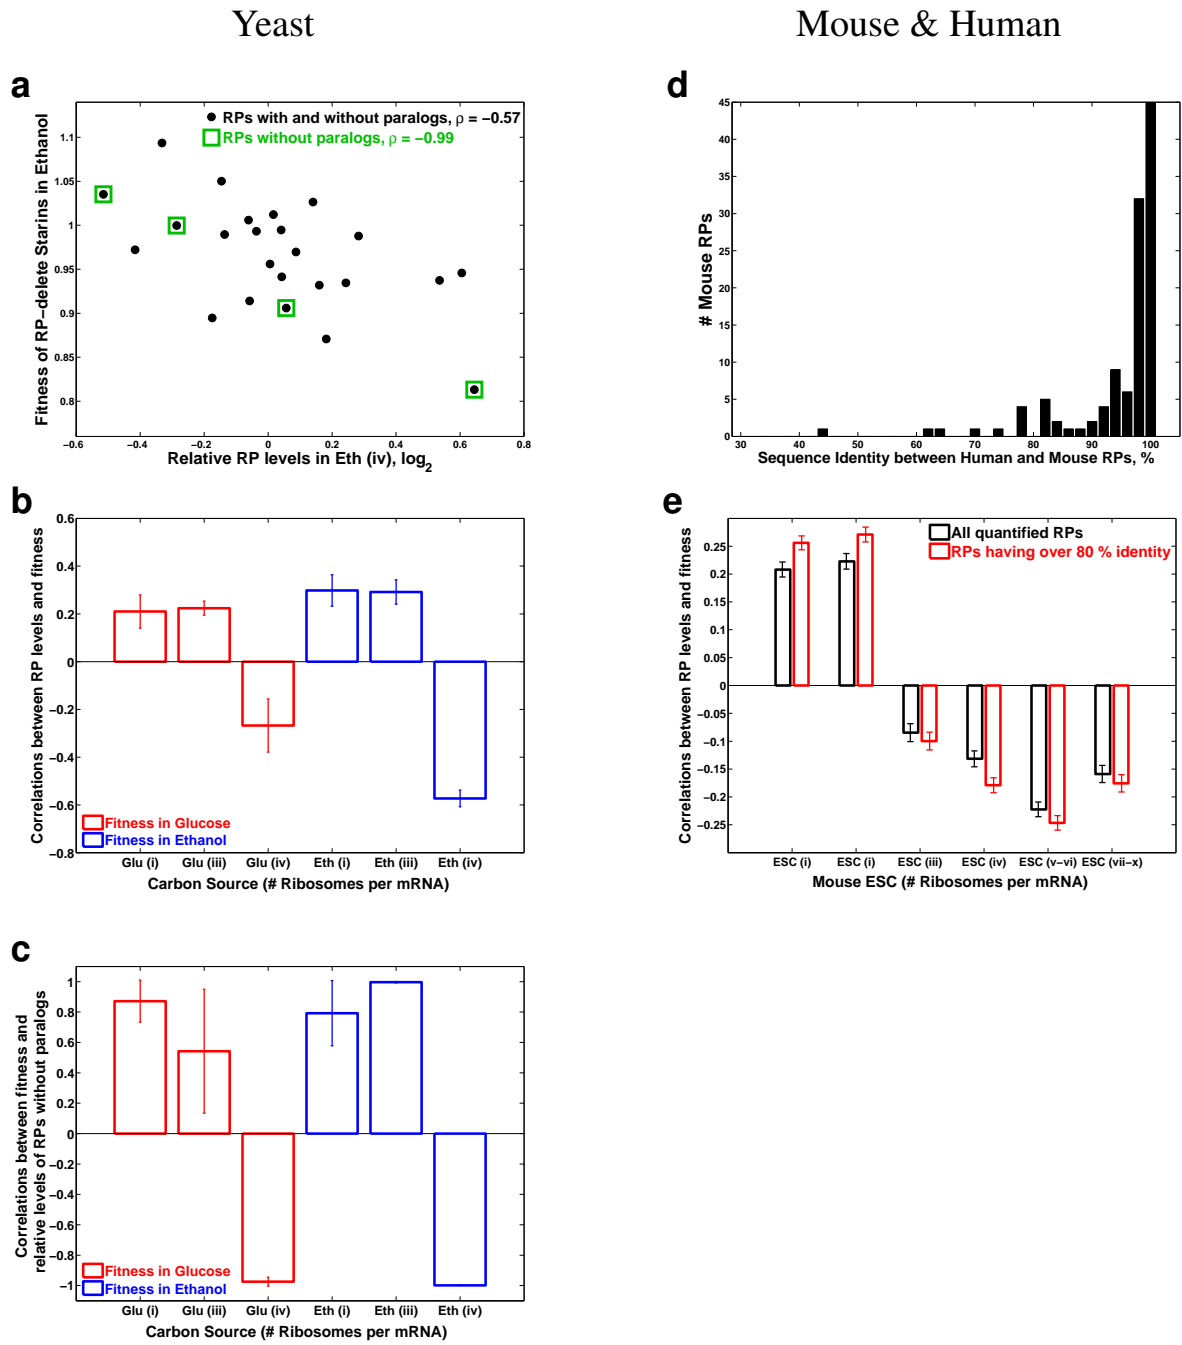 Yeast
Mouse & Human
a
RPs with and without paralogs, ρ = −0.57
RPs without paralogs, ρ = −0.99
Fitness of RP−delete Starins in Ethanol
1.1
1.05
1
0.95
0.9
0.85
0.8
−0.6 −0.4 −0.2 0 0.2 0.4 0.6 0.8
Relative RP levels in Eth (iv), log2
d
# Mouse RPs
45
40
35
30
25
20
15
10
5
0
30 40 50 60 70 80 90 100
Sequence Identity between Human and Mouse RPs, %
b
Correlations between RP levels and fitness
0.6
0.4
0.2
0
−0.2
−0.4
−0.6
−0.8
Fitness in Glucose
Fitness in Ethanol
Glu (i) Glu (iii) Glu (iv) Eth (i) Eth (iii) Eth (iv)
Carbon Source (# Ribosomes per mRNA)
e
All quantified RPs
RPs having over 80 % identity
Correlations between RP levels and fitness
0.25
0.2
0.15
0.1
0.05
0
−0.05
−0.1
−0.15
−0.2
−0.25
ESC (i) ESC (i) ESC (iii) ESC (iv) ESC (v−vi) ESC (vii−x)
Mouse ESC (# Ribosomes per mRNA)
c
Correlations between fitness and
relative levels of RPs without paralogs
1
0.8
0.6
0.4
0.2
0
−0.2
−0.4
−0.6
−0.8
−1
Fitness in Glucose
Fitness in Ethanol
Glu (i) Glu (iii) Glu (iv) Eth (i) Eth (iii) Eth (iv)
Carbon Source (# Ribosomes per mRNA)